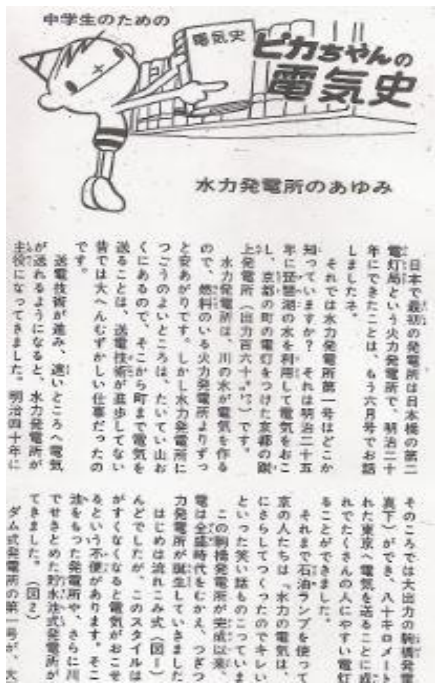 中学生のための
電気史
ピカちゃんの
電気史
水力発電所のあゆみ
日本で最初の発電所は日本橋の第二
電灯局という火力発電所で、明治二十
年にできたことは、もう六月号でお話
しましたネ。
それでは水力発電所第一号はどこか
知っていますか？　それは明治二十五
年に琵琶湖の水を利用して電気をおこ
し、京都の町の電灯をつけた京都の蹴
上発電所（出力百六十㌔㍗）です。
水力発電所は、川の水が電気を作る
ので、燃料のいる火力発電所よりずっ
と安あがりです。しかし水力発電所に
つごうのよいところは、たいてい山お
くにあるので、そこから町まで電気を
送ることは、送電技術が進歩してない
昔では大へんむずかしい仕事だったの
です。
送電技術が進み、遠いところへ電気
が送れるようになると、水力発電所が
主役になってきました。明治四十年に
そのころでは大出力の駒橋発電
真下）ができ、八十キロメート
れた東京へ電気を送ることに成
れでたくさんの人にやすい電灯
ることができました。
それまで石油ランプを使って
京の人たちは「水力の電気は、
にさらしてつくったのでキレい
といった笑い話ものこっていま
この駒橋発電所が完成以来、
電は全盛時代をむかえ、つぎつ
力発電所が誕生していきました
はじめは流れこみ式（図1）
んどでしたが、このスタイルは
がすくなくなると電気がおこせ
るという不便があります。そこ
池をもった発電所や、さらに川
でせきとめた貯水池式発電所が
てきました。（図2）
ダム式発電所の第一号が、大